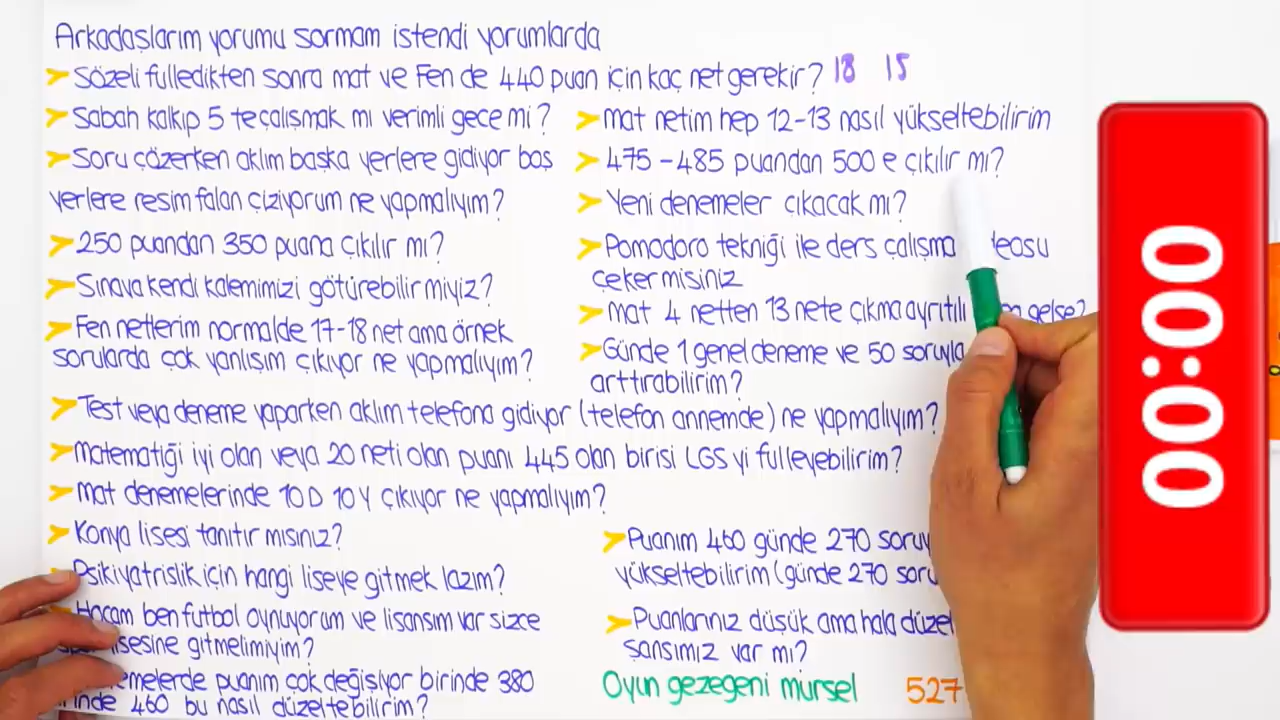 Arkadaşlarım yorumu sormam istendi yorumlarda
➤ Sözeli fulledikten sonra mat ve Fen de 440 puan için kaç net gerekir? 18 15
➤ Sabah kalkıp 5 te çalışmak mı verimli gece mi?
➤ Soru çözerken aklım başka yerlere gidiyor boş
yerlere resim falan çiziyorum ne yapmalıyım?
➤ 250 puandan 350 puana çıkılır mı?
➤ Sınava kendi kalemimizi götürebilir miyiz?
➤ Fen netlerim normalde 17-18 net ama örnek
sorularda çok yanlışım çıkıyor ne yapmalıyım?
➤ mat netim hep 12-13 nasıl yükseltebilirim
➤ 475-485 puandan 500 e çıkılır mı?
➤ Yeni denemeler çıkacak mı?
➤ Pomodoro tekniği ile ders çalışma
çeker misiniz
➤ Mat 4 netten 13 nete çıkma gelse?
➤ Günde 1 genel deneme ve 50 soruyla
arttırabilirim?
➤ Test veya deneme yaparken aklım telefona gidiyor (telefon annemde) ne yapmalıyım?
➤ Matematiği iyi olan veya 20 neti olan puanı 445 olan birisi LGS yi fulleyebilirim?
➤ Mat denemelerinde 10D 10Y çıkıyor ne yapmalıyım?
➤ Konya lisesi tanıtır mısınız?
Psikiyatrislik için hangi liseye gitmek lazım?
Hocam ben futbol oynuyorum ve lisansım var sizce
lisesine gitmelimiyim?
puanım çok değişiyor birinde 380
460 bu nasıl düzeltebilirim?
➤ Puanım 460 günde 270
yükseltebilirim (günde 270
➤ Puanlarınız düşük ama hala
şansımız var mı?
Oyun gezegeni mürsel 527
00:00